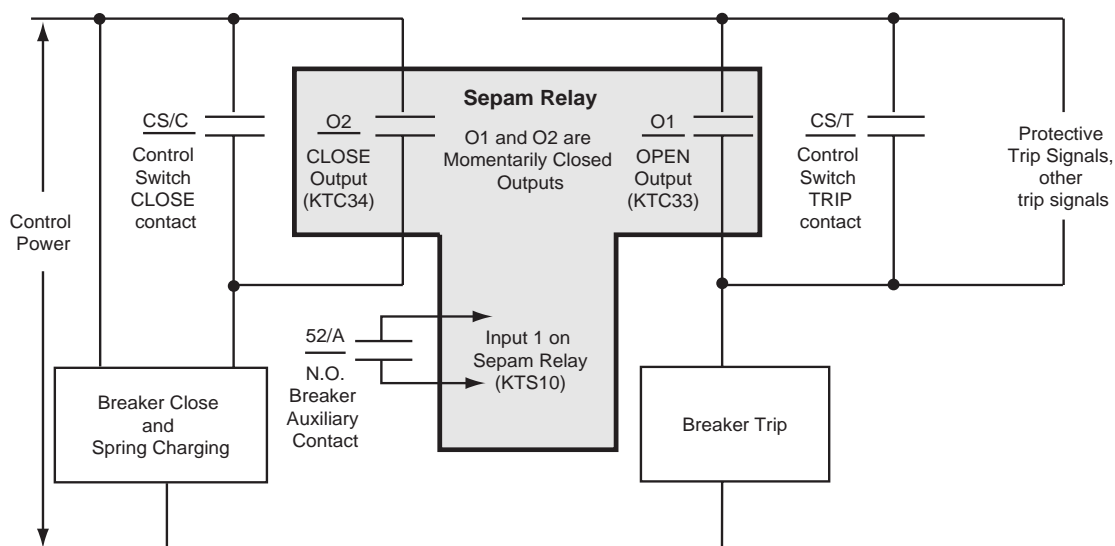 Control
Power
CS/C
Control
Switch
CLOSE
contact
Sepam Relay
O1 and O2 are
Momentarily Closed
Outputs
O2
CLOSE
Output
(KTC34)
O1
OPEN
Output
(KTC33)
CS/T
Control
Switch
TRIP
contact
Protective
Trip Signals,
other
trip signals
52/A
N.O.
Breaker
Auxiliary
Contact
Input 1 on
Sepam Relay
(KTS10)
Breaker Close
and
Spring Charging
Breaker Trip